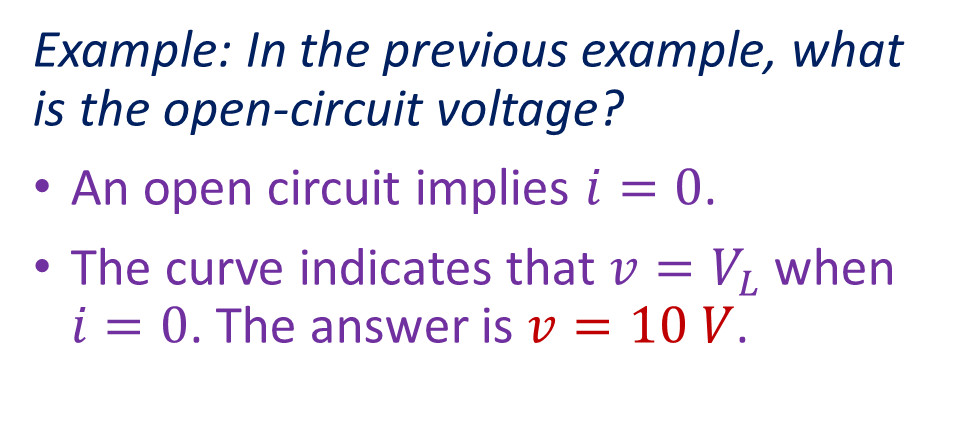 Example: In the previous example, what
is the open-circuit voltage?
• An open circuit implies 𝑖 = 0.
• The curve indicates that 𝑣 = 𝑉_𝐿 when
𝑖 = 0. The answer is 𝑣 = 10 𝑉.